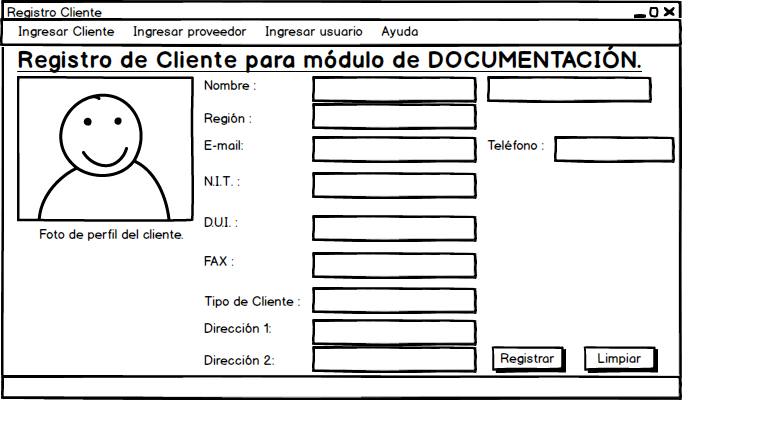 Registro Cliente
Ingresar Cliente Ingresar proveedor Ingresar usuario Ayuda
Registro de Cliente para módulo de DOCUMENTACIÓN.
Nombre :
Región :
E-mail: Teléfono :
N.I.T. :
D.U.I. :
Foto de perfil del cliente.
FAX :
Tipo de Cliente :
Dirección 1:
Dirección 2: Registrar Limpiar